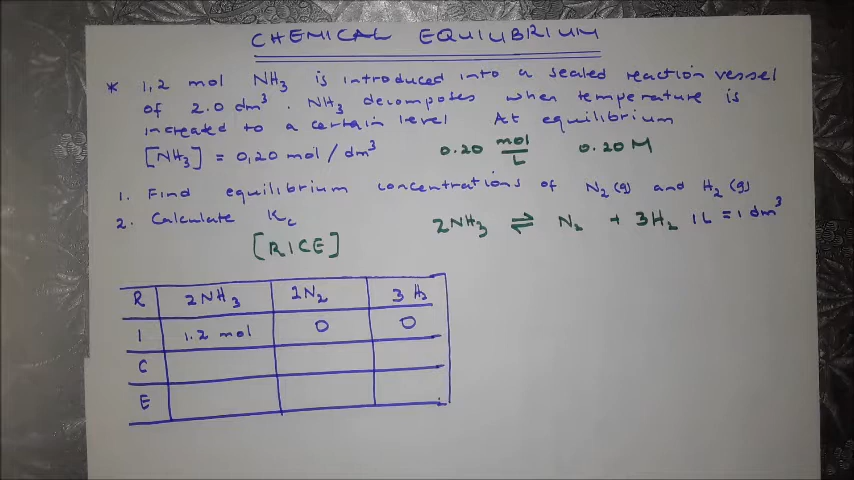 CHEMICAL EQUILIBRIUM
* 1,2 mol NH3 is introduced into a sealed reaction vessel
of 2.0 dm3. NH3 decomposes when temperature is
increased to a certain level At equilibrium
[NH3] = 0,20 mol/dm3 0.20 mol/L 0.20 M
1. Find equilibrium concentrations of N2(g) and H2(g)
2. Calculate Kc 2NH3 ⇌ N2 + 3H2 1L = 1 dm3
[RICE]
R 2NH3 2N2 3H2
I 1.2 mol 0 0
C
E